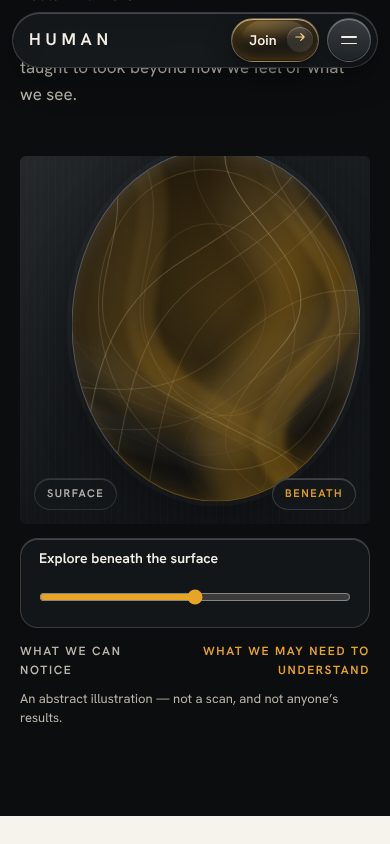 HUMAN
Join
taught to look beyond how we feel or what
we see.
SURFACE
BENEATH
Explore beneath the surface
WHAT WE CAN
NOTICE
WHAT WE MAY NEED TO
UNDERSTAND
An abstract illustration — not a scan, and not anyone’s
results.